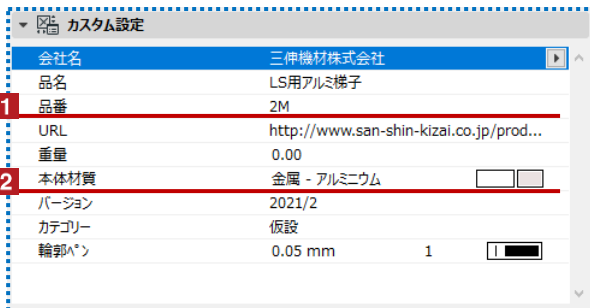 カスタム設定
会社名 三伸機材株式会社
品名 LS用アルミ梯子
1 品番 2M
URL http://www.san-shin-kizai.co.jp/prod...
重量 0.00
2 本体材質 金属 - アルミニウム
バージョン 2021/2
カテゴリー 仮設
輪郭ペン 0.05 mm 1